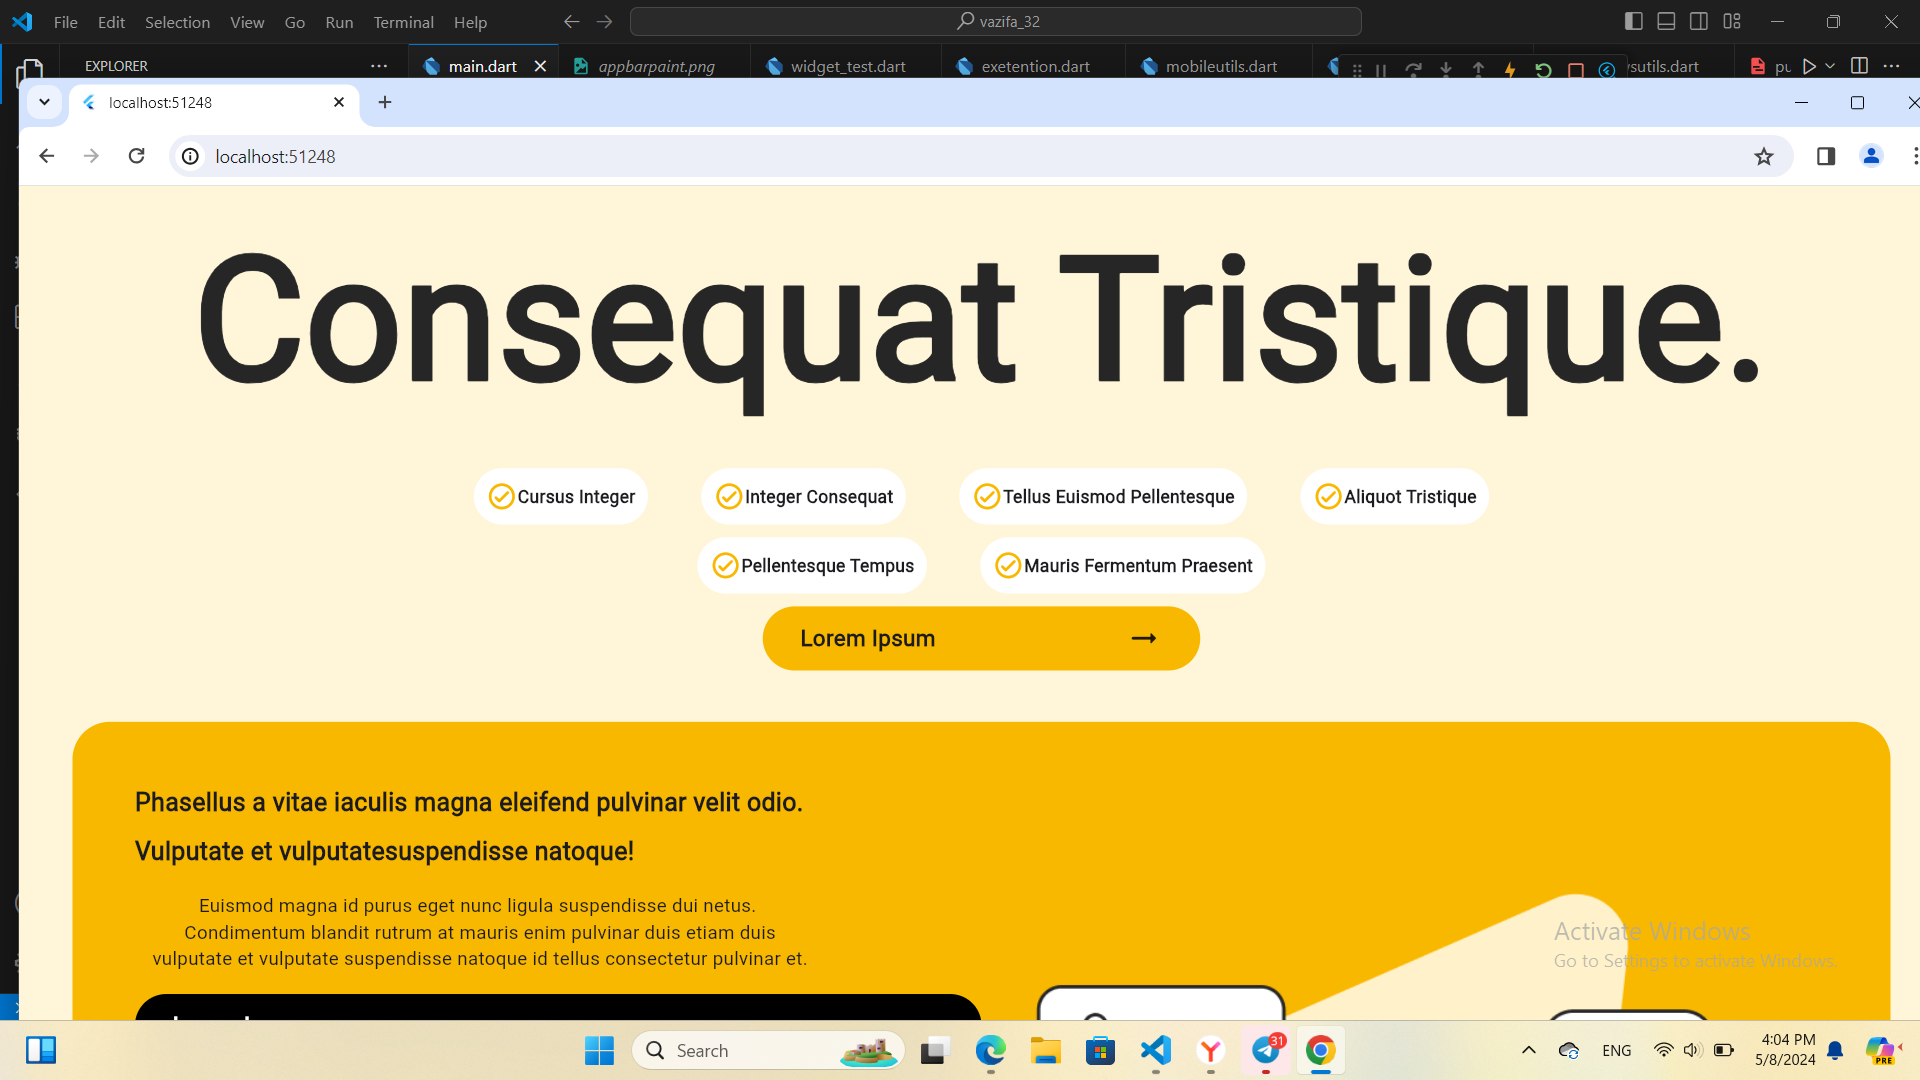 File Edit Selection View Go Run Terminal Help vazifa_32
EXPLORER main.dart appbarpaint.png widget_test.dart exetention.dart mobileutils.dart sutils.dart pu
localhost:51248
localhost:51248
Consequat Tristique.
Cursus Integer Integer Consequat Tellus Euismod Pellentesque Aliquot Tristique
Pellentesque Tempus Mauris Fermentum Praesent
Lorem Ipsum
Phasellus a vitae iaculis magna eleifend pulvinar velit odio.
Vulputate et vulputatesuspendisse natoque!
Euismod magna id purus eget nunc ligula suspendisse dui netus.
Condimentum blandit rutrum at mauris enim pulvinar duis etiam duis
vulputate et vulputate suspendisse natoque id tellus consectetur pulvinar et.
Activate Windows
Go to Settings to activate Windows.
Search 31 ENG 4:04 PM
5/8/2024 PRE